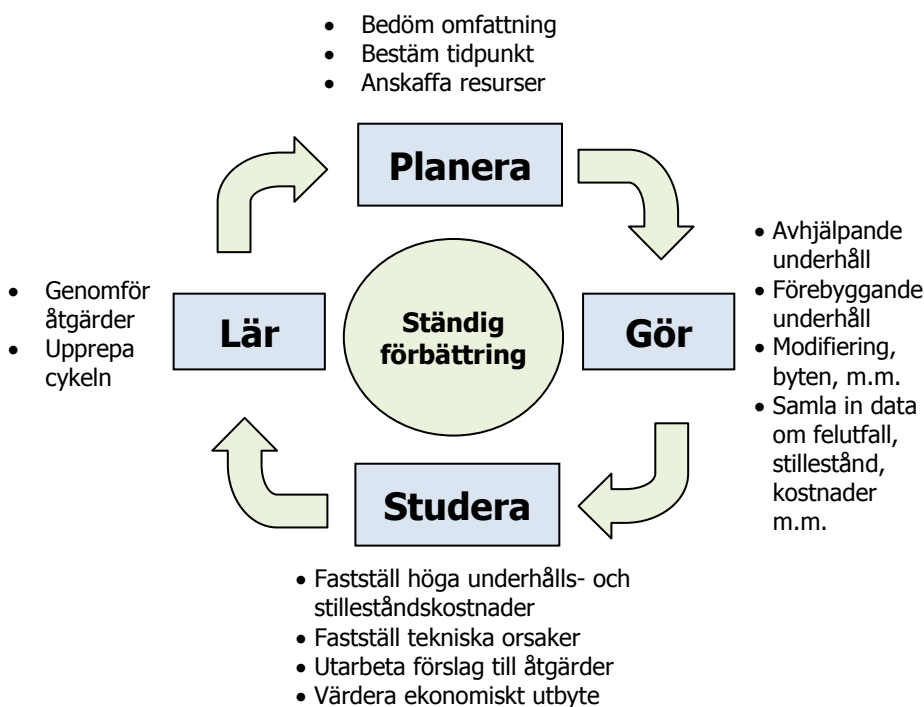 • Bedöm omfattning
• Bestäm tidpunkt
• Anskaffa resurser
Planera
• Avhjälpande
underhåll
• Förebyggande
underhåll
• Modifiering,
byten, m.m.
• Samla in data
om felutfall,
stillestånd,
kostnader
m.m.
Gör
Ständig
förbättring
Lär
• Genomför
åtgärder
• Upprepa
cykeln
Studera
• Fastställ höga underhålls- och
stilleståndskostnader
• Fastställ tekniska orsaker
• Utarbeta förslag till åtgärder
• Värdera ekonomiskt utbyte